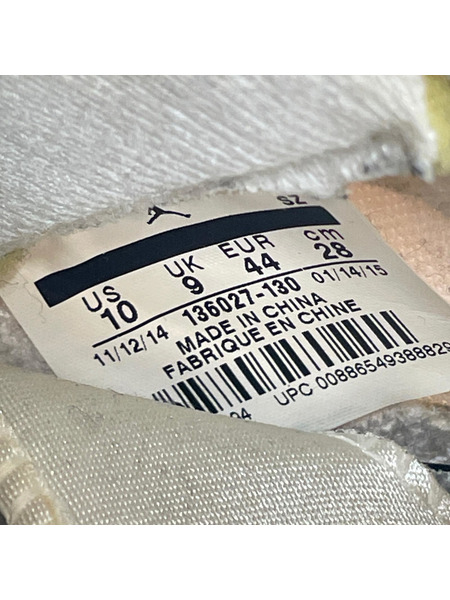 SZ
US UK EUR cm
10 9 44 28
11/12/14 136027-130 01/14/15
MADE IN CHINA
FABRIQUE EN CHINE
04 UPC 00886549388829